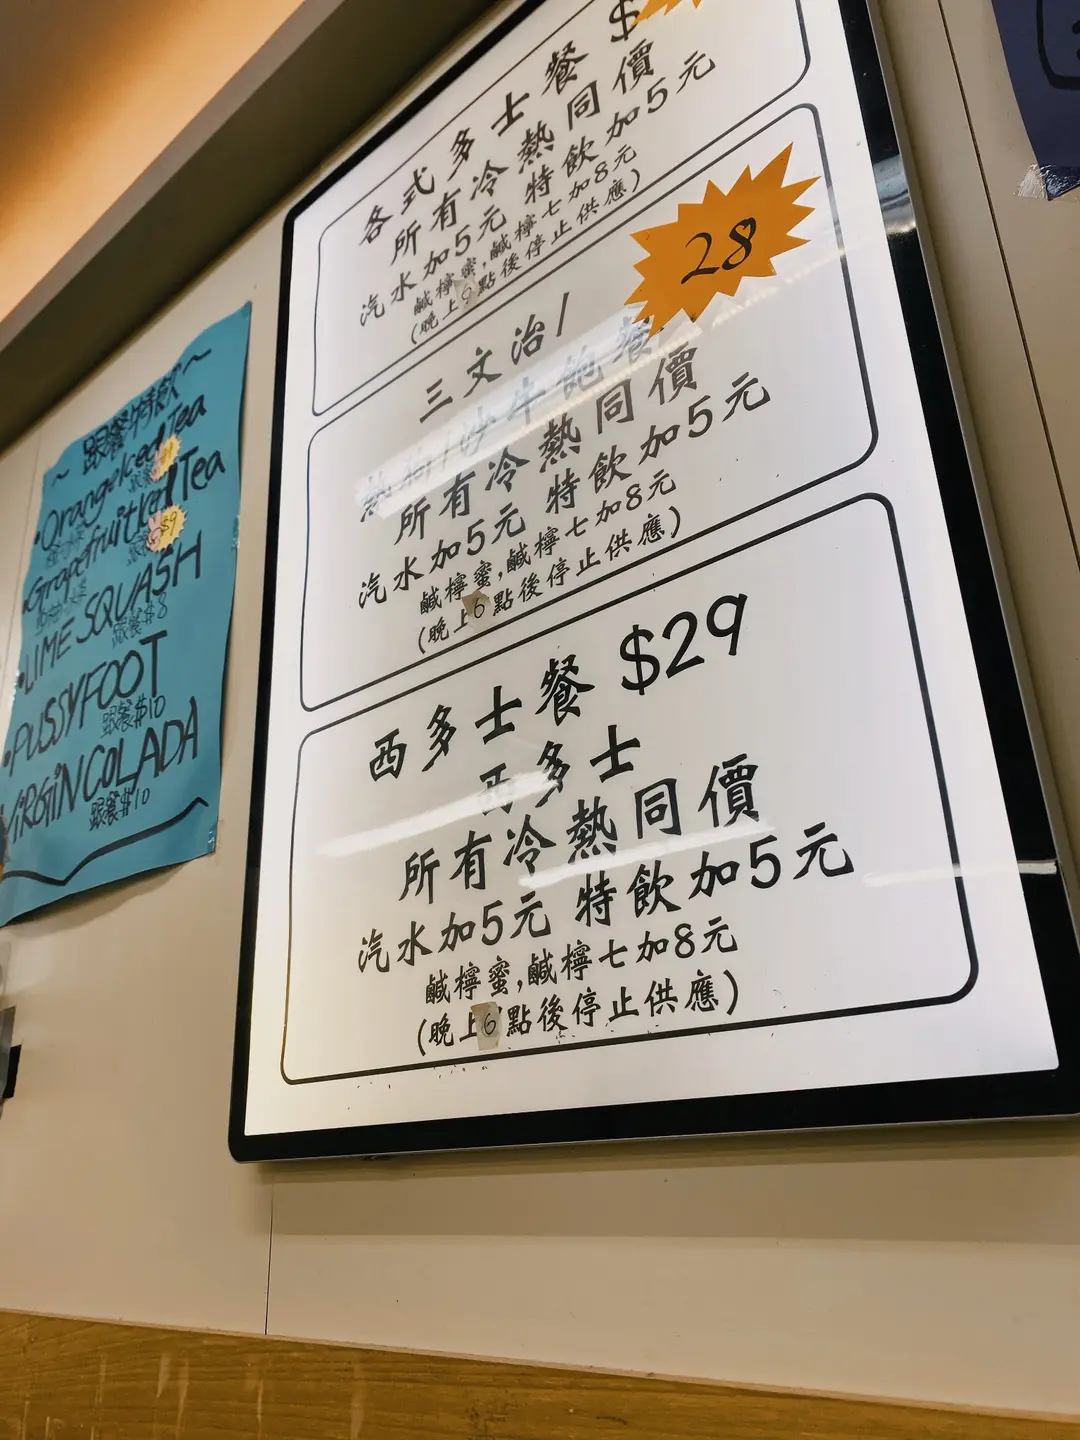 ~跟餐特飲~
•Orange Iced Tea
•Grapefruit Iced Tea
$9
•LIME SQUASH
跟餐$8
•PUSSYFOOT
跟餐$10
VIRGIN COLADA
跟餐$10
各式多士餐 $
所有冷熱同價
汽水加5元 特飲加5元
鹹檸蜜,鹹檸七加8元
(晚上 點後停止供應)
三文治/
28
熱狗/沙牛飽餐
所有冷熱同價
汽水加5元 特飲加5元
鹹檸蜜,鹹檸七加8元
(晚上6點後停止供應)
西多士餐 $29
西多士
所有冷熱同價
汽水加5元 特飲加5元
鹹檸蜜,鹹檸七加8元
(晚上6點後停止供應)